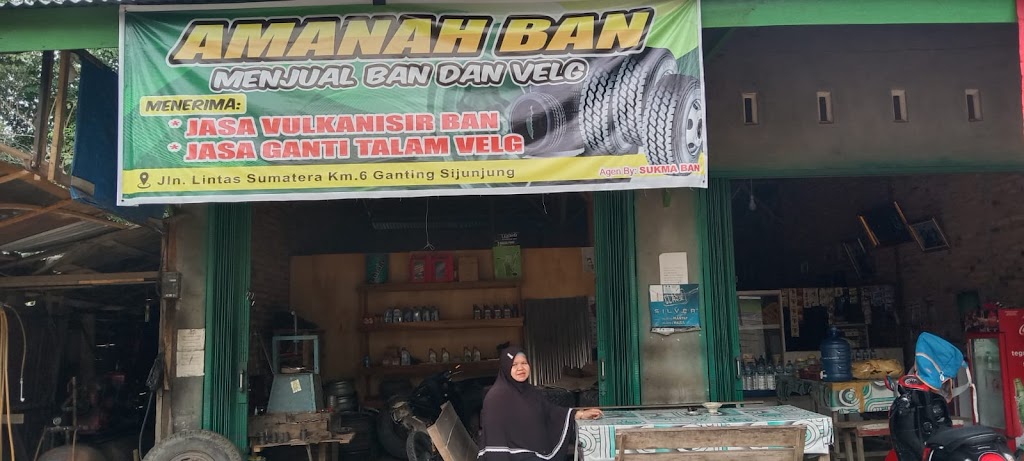 AMANAH BAN
MENJUAL BAN DAN VELG
MENERIMA:
* JASA VULKANISIR BAN
* JASA GANTI TALAM VELG
Jln. Lintas Sumatera Km.6 Ganting Sijunjung
Agen By: SUKMA BAN
SILVER